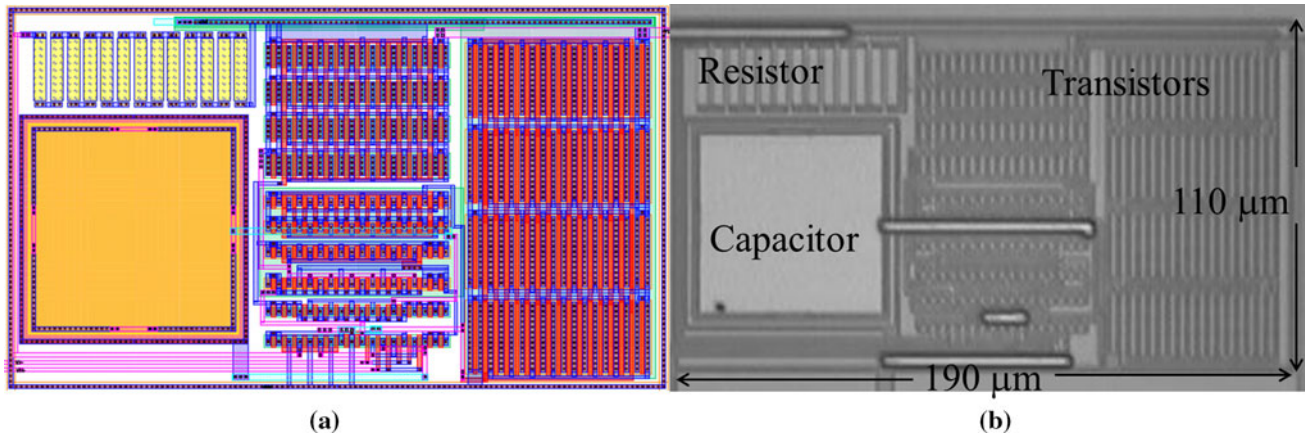 Resistor
Transistors
Capacitor
110 μm
190 μm
(a)
(b)